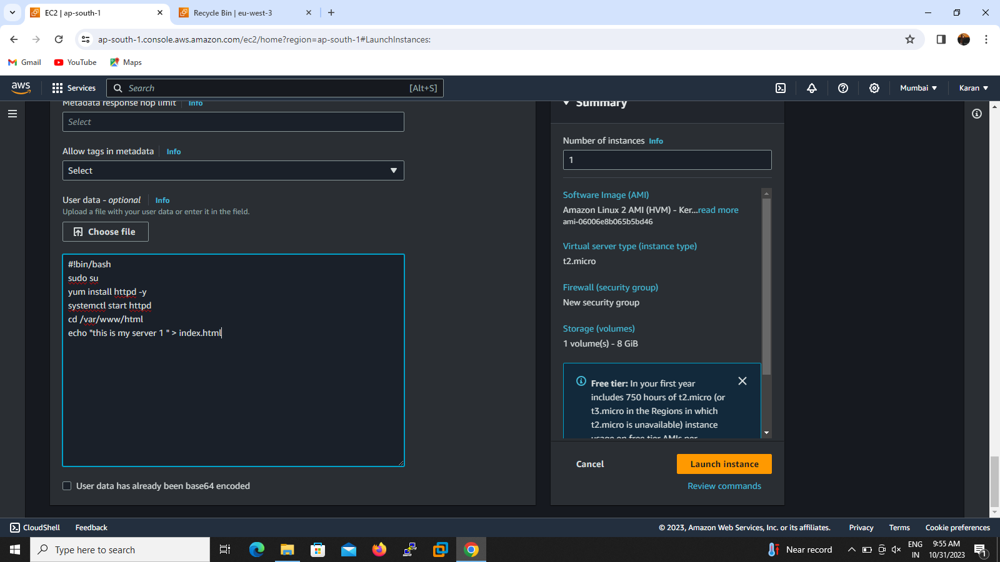 EC2 | ap-south-1
Recycle Bin | eu-west-3
ap-south-1.console.aws.amazon.com/ec2/home?region=ap-south-1#LaunchInstances:
Gmail
YouTube
Maps
aws
Services
Search
[Alt+S]
Mumbai
Karan
Metadata response hop limit
Info
Select
Allow tags in metadata
Info
Select
User data - optional
Info
Upload a file with your user data or enter it in the field.
Choose file
#!bin/bash
sudo su
yum install httpd -y
systemctl start httpd
cd /var/www/html
echo "this is my server 1 " > index.html
User data has already been base64 encoded
Summary
Number of instances
Info
1
Software Image (AMI)
Amazon Linux 2 AMI (HVM) - Ker...read more
ami-06006e8b065b5bd46
Virtual server type (instance type)
t2.micro
Firewall (security group)
New security group
Storage (volumes)
1 volume(s) - 8 GiB
Free tier: In your first year
includes 750 hours of t2.micro (or
t3.micro in the Regions in which
t2.micro is unavailable) instance
usage on free tier AMIs per
Cancel
Launch instance
Review commands
CloudShell
Feedback
© 2023, Amazon Web Services, Inc. or its affiliates.
Privacy
Terms
Cookie preferences
Type here to search
Near record
ENG
IN
9:55 AM
10/31/2023
1